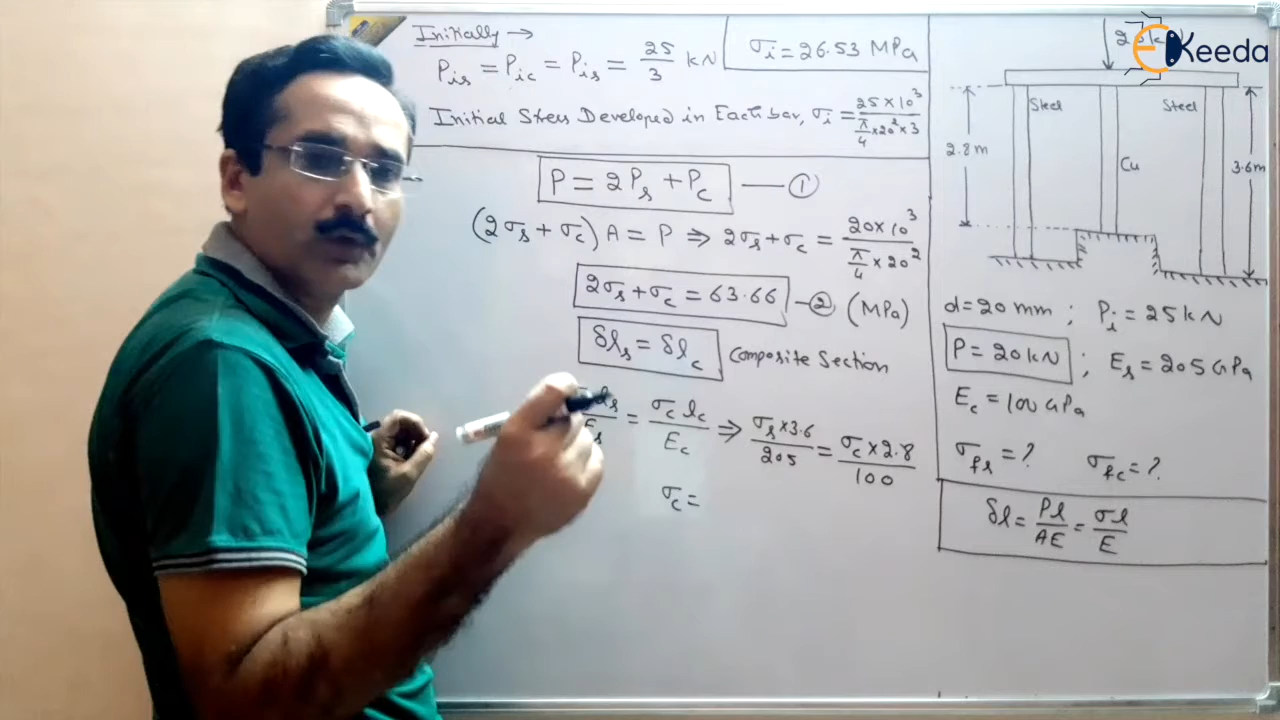 Initially →
P_is = P_ic = P_is = 25/3 kN
σ_i = 26.53 MPa
Initial Stress Developed in Each bar, σ_i = 25×10³ / (π/4 ×20² ×3)
P = 2P_s + P_c —— ①
(2σ_s + σ_c) A = P ⇒ 2σ_s + σ_c = 20×10³ / (π/4 × 20²)
2σ_s + σ_c = 63.66 —② (MPa)
δl_s = δl_c Composite Section
= σ_c l_c / E_c ⇒ σ_s ×3.6 / 205 = σ_c × 2.8 / 100
σ_c =
EKeeda
Steel Steel
2.8 m
Cu
3.6 m
d = 20 mm ; P_i = 25 kN
P = 20 kN ; E_s = 205 GPa
E_c = 100 GPa
σ_fs = ? σ_fc = ?
δl = Pl/AE = σl/E